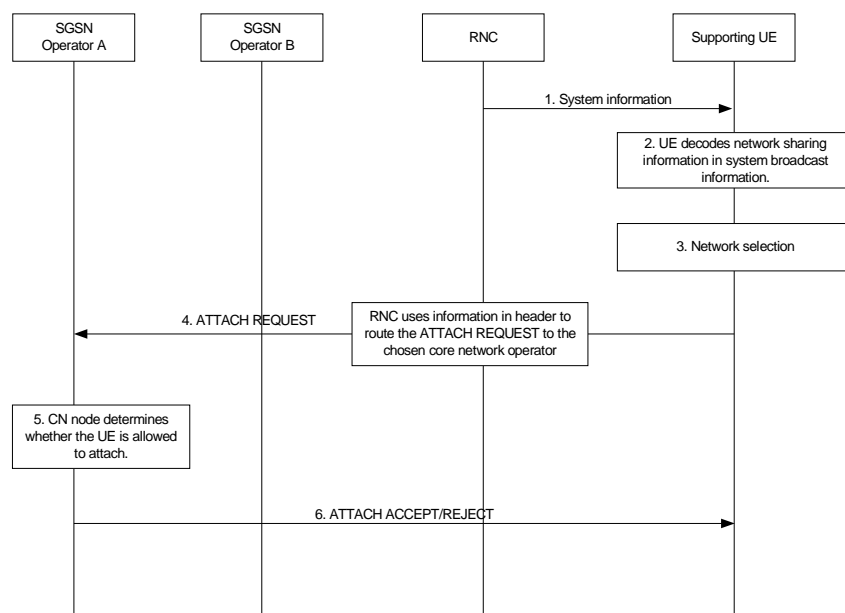 SGSN
Operator A
SGSN
Operator B
RNC
Supporting UE
1. System information
2. UE decodes network sharing
information in system broadcast
information.
3. Network selection
4. ATTACH REQUEST
RNC uses information in header to
route the ATTACH REQUEST to the
chosen core network operator
5. CN node determines
whether the UE is allowed
to attach.
6. ATTACH ACCEPT/REJECT